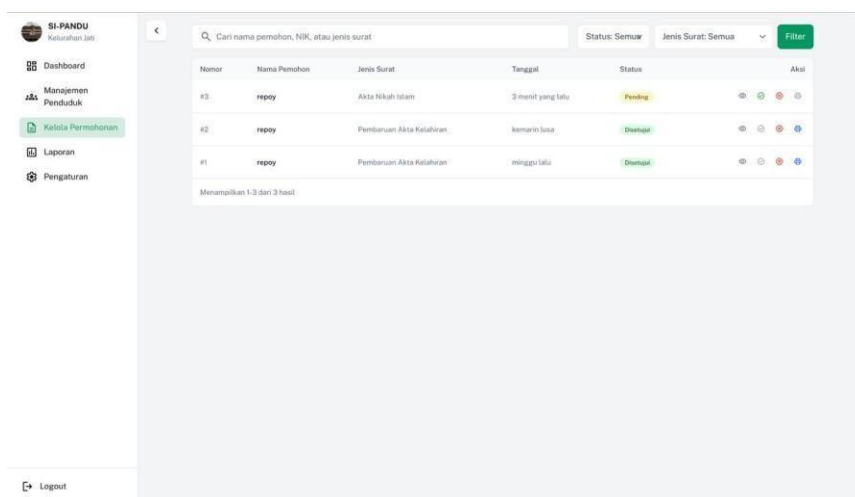 SI-PANDU
Kelurahan Jati
Dashboard
Manajemen
Penduduk
Kelola Permohonan
Laporan
Pengaturan
Logout
Cari nama pemohon, NIK, atau jenis surat
Status: Semua
Jenis Surat: Semua
Filter
Nomor Nama Pemohon Jenis Surat Tanggal Status Aksi
#3 repoy Akta Nikah Islam 3 menit yang lalu Pending
#2 repoy Pembaruan Akta Kelahiran kemarin lusa Disetujui
#1 repoy Pembaruan Akta Kelahiran minggu lalu Disetujui
Menampilkan 1-3 dari 3 hasil